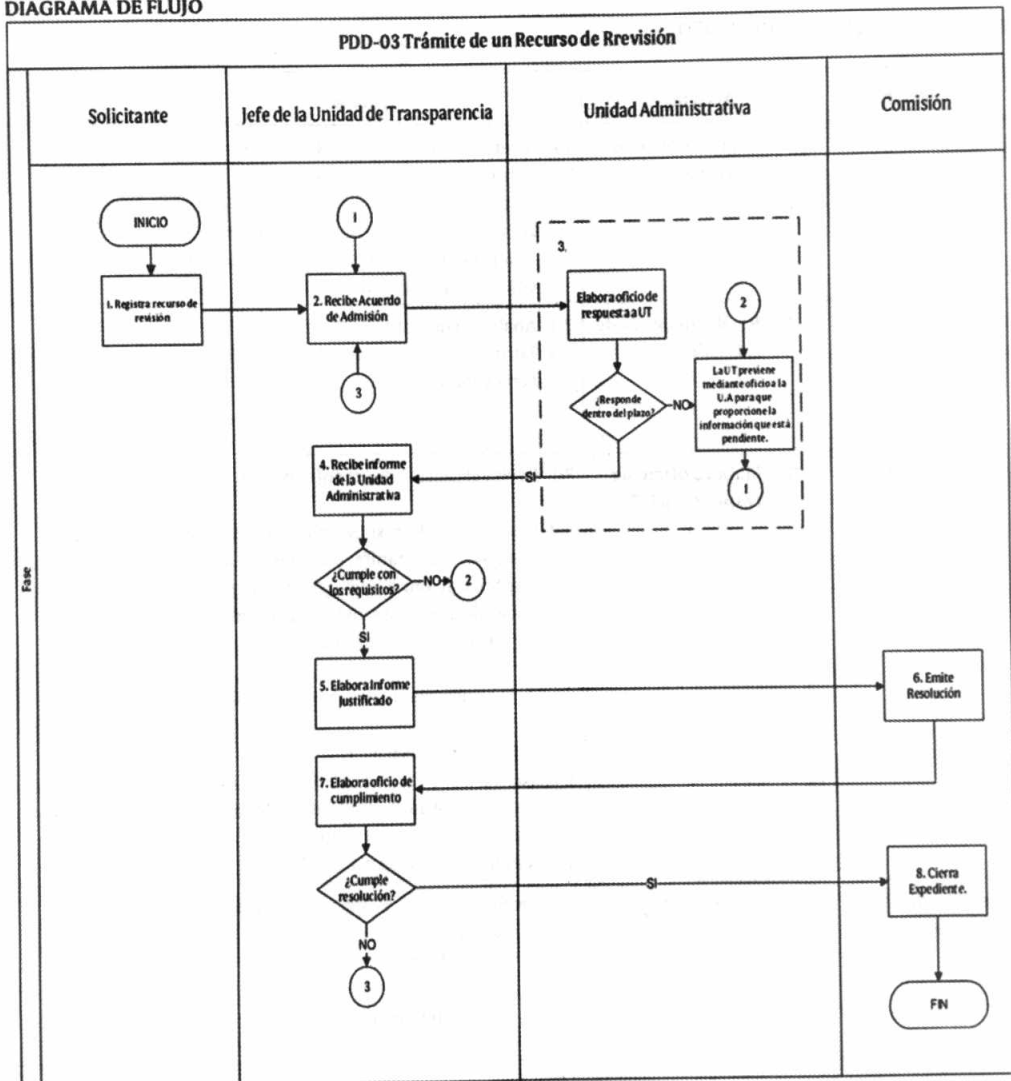 DIAGRAMA DE FLUJO
PDD-03 Trámite de un Recurso de Rrevisión
Fase
Solicitante
Jefe de la Unidad de Transparencia
Unidad Administrativa
Comisión
INICIO
1. Registra recurso de
revisión
1
2. Recibe Acuerdo
de Admisión
3
3.
Elabora oficio de
respuesta a UT
¿Responde
dentro del plazo?
NO
2
La UT previene
mediante oficio a la
U.A para que
proporcione la
información que está
pendiente.
1
SI
4. Recibe informe
de la Unidad
Administrativa
¿Cumple con
los requisitos?
NO
2
SI
5. Elabora Informe
Justificado
6. Emite
Resolución
7. Elabora oficio de
cumplimiento
¿Cumple
resolución?
SI
8. Cierra
Expediente.
NO
3
FIN